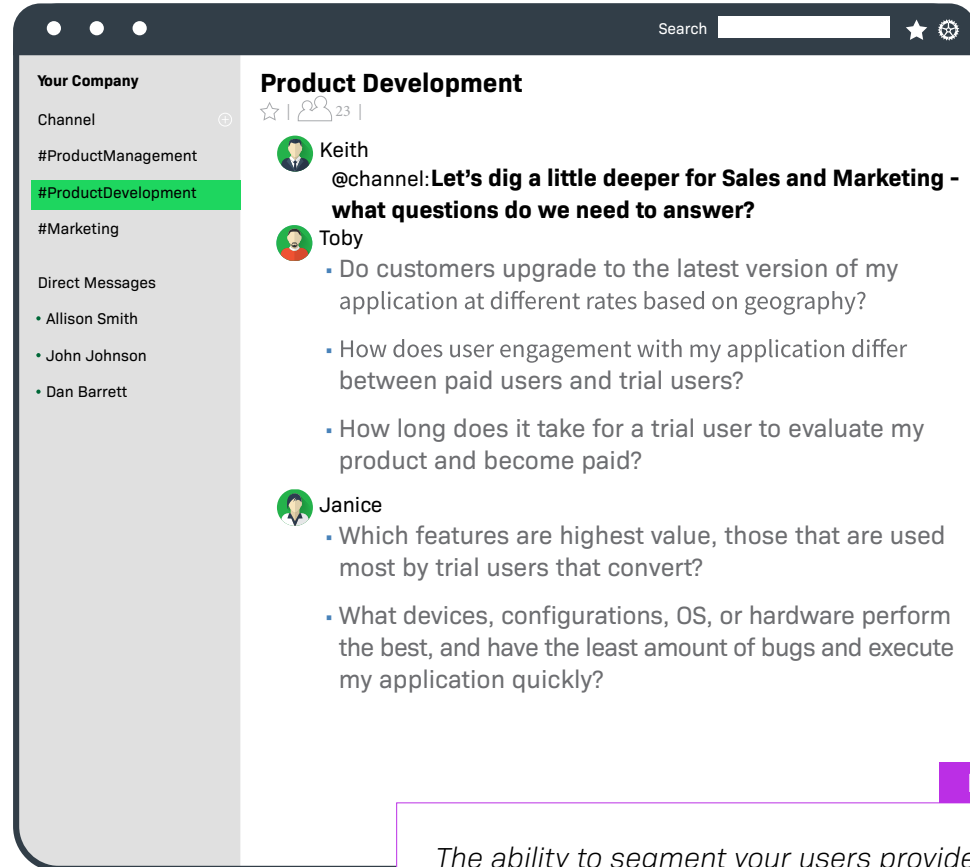 Search
Your Company
Channel
#ProductManagement
#ProductDevelopment
#Marketing
Direct Messages
• Allison Smith
• John Johnson
• Dan Barrett
Product Development
| 23 |
Keith
@channel:Let’s dig a little deeper for Sales and Marketing -
what questions do we need to answer?
Toby
▪ Do customers upgrade to the latest version of my
application at different rates based on geography?
▪ How does user engagement with my application differ
between paid users and trial users?
▪ How long does it take for a trial user to evaluate my
product and become paid?
Janice
▪ Which features are highest value, those that are used
most by trial users that convert?
▪ What devices, configurations, OS, or hardware perform
the best, and have the least amount of bugs and execute
my application quickly?
The ability to segment your users provide